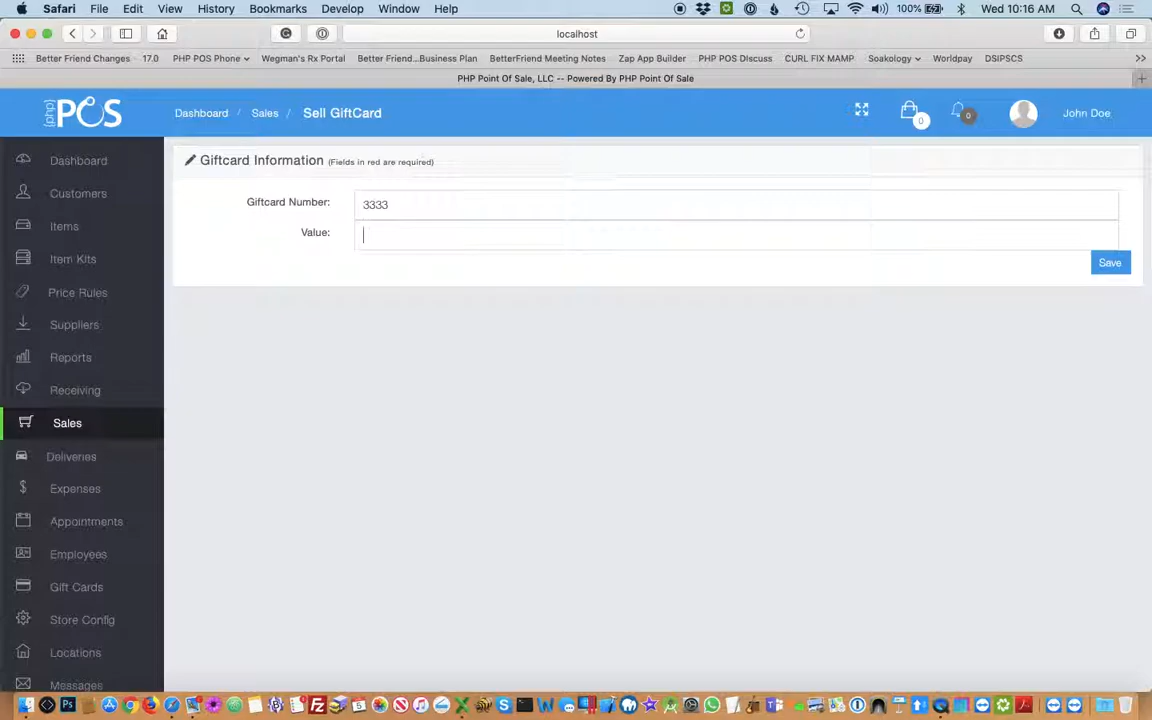 Safari File Edit View History Bookmarks Develop Window Help 100% Wed 10:16 AM
localhost
Better Friend Changes 17.0 PHP POS Phone Wegman's Rx Portal Better Friend...Business Plan BetterFriend Meeting Notes Zap App Builder PHP POS Discuss CURL FIX MAMP Soakology Worldpay DSIPSCS >>
PHP Point Of Sale, LLC -- Powered By PHP Point Of Sale
(php) POS Dashboard / Sales / Sell GiftCard 0 0 John Doe
Dashboard
Customers
Items
Item Kits
Price Rules
Suppliers
Reports
Receiving
Sales
Deliveries
Expenses
Appointments
Employees
Gift Cards
Store Config
Locations
Messages
Giftcard Information (Fields in red are required)
Giftcard Number: 3333
Value:
Save